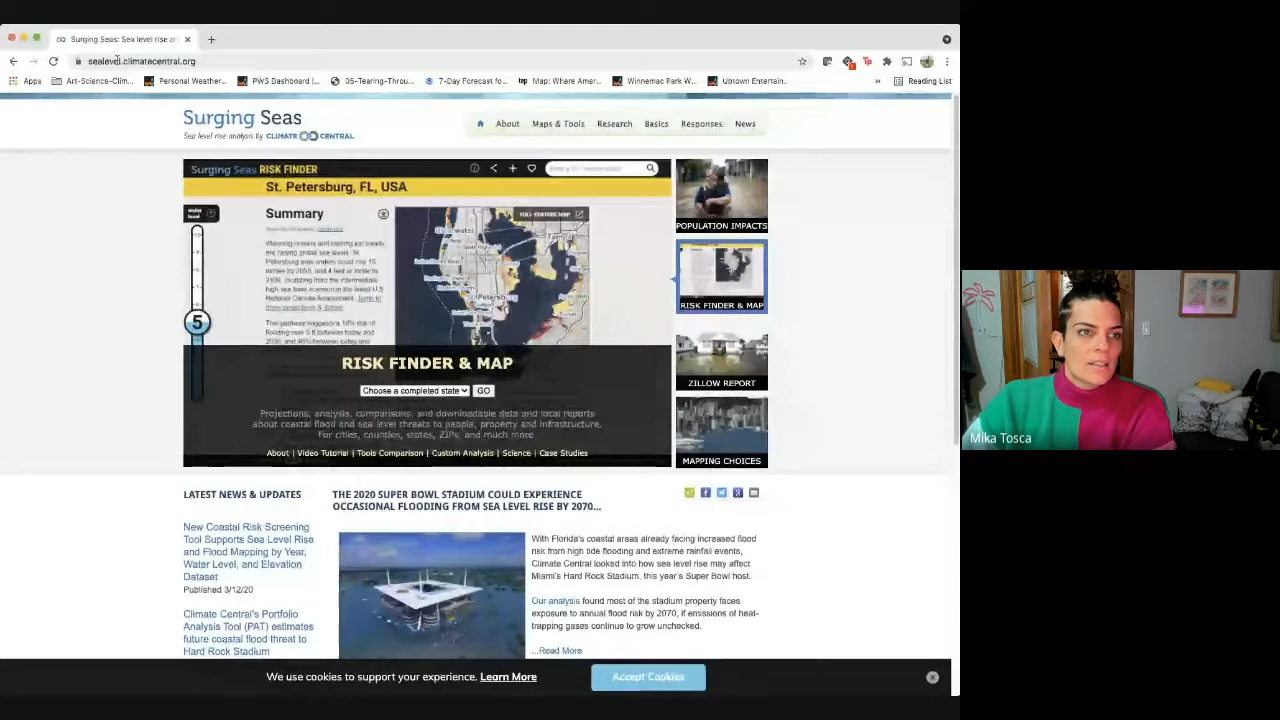 Surging Seas: Sea level rise an
sealevel.climatecentral.org
Apps Art-Science-Clim... Personal Weather... PWS Dashboard |... 05-Tearing-Throu... 7-Day Forecast fo... Map: Where Amer... Winnemac Park W... Uptown Entertain... » Reading List
Surging Seas
Sea level rise analysis by CLIMATE CENTRAL
About Maps & Tools Research Basics Responses News
Surging Seas RISK FINDER
St. Petersburg, FL, USA
Summary
FULL-FEATURE MAP
Clearwater
Tampa
St Petersburg
5
POPULATION IMPACTS
RISK FINDER & MAP
ZILLOW REPORT
MAPPING CHOICES
RISK FINDER & MAP
Choose a completed state GO
Projections, analysis, comparisons, and downloadable data and local reports
about coastal flood and sea level threats to people, property and infrastructure.
For cities, counties, states, ZIPs, and much more.
About | Video Tutorial | Tools Comparison | Custom Analysis | Science | Case Studies
LATEST NEWS & UPDATES
New Coastal Risk Screening
Tool Supports Sea Level Rise
and Flood Mapping by Year,
Water Level, and Elevation
Dataset
Published 3/12/20
Climate Central's Portfolio
Analysis Tool (PAT) estimates
future coastal flood threat to
Hard Rock Stadium
THE 2020 SUPER BOWL STADIUM COULD EXPERIENCE
OCCASIONAL FLOODING FROM SEA LEVEL RISE BY 2070...
With Florida's coastal areas already facing increased flood
risk from high tide flooding and extreme rainfall events,
Climate Central looked into how sea level rise may affect
Miami's Hard Rock Stadium, this year's Super Bowl host.
Our analysis found most of the stadium property faces
exposure to annual flood risk by 2070, if emissions of heat-
trapping gases continue to grow unchecked.
...Read More
We use cookies to support your experience. Learn More
Accept Cookies
Mika Tosca